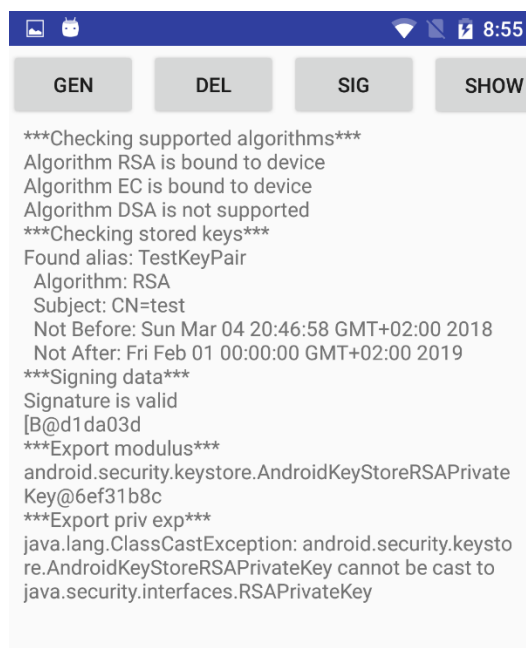 8:55
GEN DEL SIG SHOW
***Checking supported algorithms***
Algorithm RSA is bound to device
Algorithm EC is bound to device
Algorithm DSA is not supported
***Checking stored keys***
Found alias: TestKeyPair
Algorithm: RSA
Subject: CN=test
Not Before: Sun Mar 04 20:46:58 GMT+02:00 2018
Not After: Fri Feb 01 00:00:00 GMT+02:00 2019
***Signing data***
Signature is valid
[B@d1da03d
***Export modulus***
android.security.keystore.AndroidKeyStoreRSAPrivate
Key@6ef31b8c
***Export priv exp***
java.lang.ClassCastException: android.security.keysto
re.AndroidKeyStoreRSAPrivateKey cannot be cast to
java.security.interfaces.RSAPrivateKey